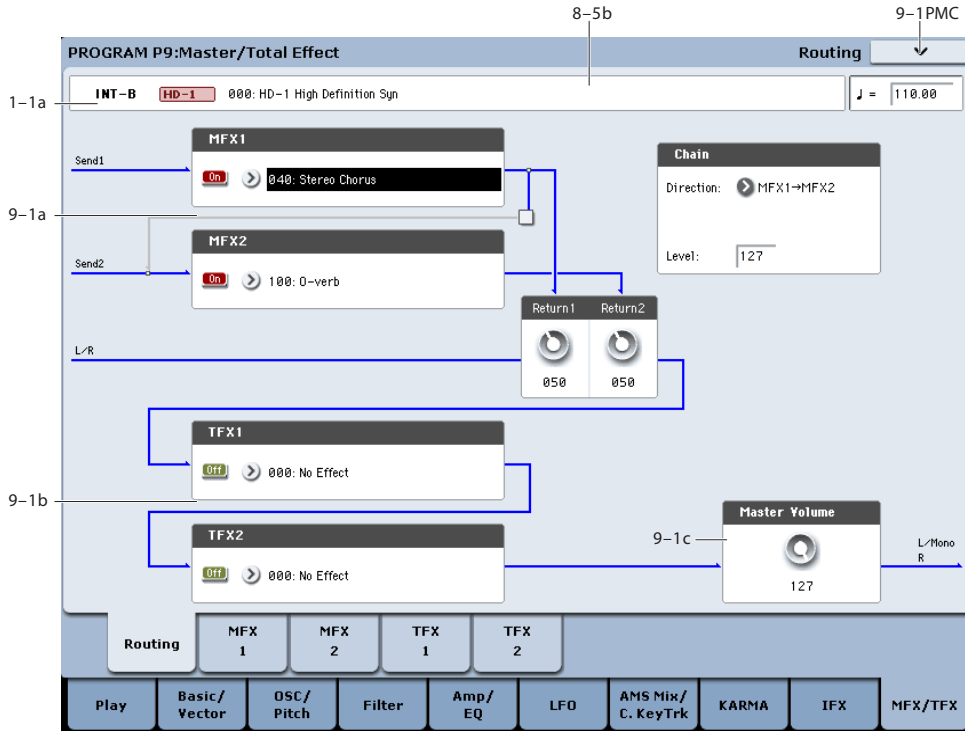 8–5b
9–1PMC
PROGRAM P9:Master/Total Effect
Routing
1–1a
INT-B HD-1 000: HD-1 High Definition Syn
♩ = 110.00
MFX1
Send1
On 040: Stereo Chorus
Chain
Direction: MFX1→MFX2
Level: 127
9–1a
MFX2
Send2
On 100: O-verb
Return1 Return2
050 050
L/R
TFX1
Off 000: No Effect
9–1b
TFX2
Off 000: No Effect
9–1c
Master Volume
127
L/Mono
R
Routing
MFX
1
MFX
2
TFX
1
TFX
2
Play
Basic/
Vector
OSC/
Pitch
Filter
Amp/
EQ
LFO
AMS Mix/
C. KeyTrk
KARMA
IFX
MFX/TFX